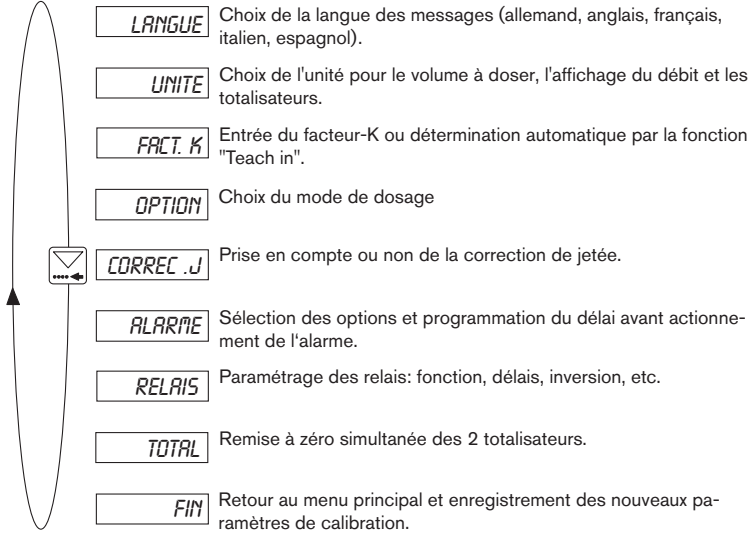 LANGUE
Choix de la langue des messages (allemand, anglais, français,
italien, espagnol).
UNITE
Choix de l'unité pour le volume à doser, l'affichage du débit et les
totalisateurs.
FACT. K
Entrée du facteur-K ou détermination automatique par la fonction
"Teach in".
OPTION
Choix du mode de dosage
CORREC .J
Prise en compte ou non de la correction de jetée.
ALARME
Sélection des options et programmation du délai avant actionne-
ment de l‘alarme.
RELAIS
Paramétrage des relais: fonction, délais, inversion, etc.
TOTAL
Remise à zéro simultanée des 2 totalisateurs.
FIN
Retour au menu principal et enregistrement des nouveaux pa-
ramètres de calibration.